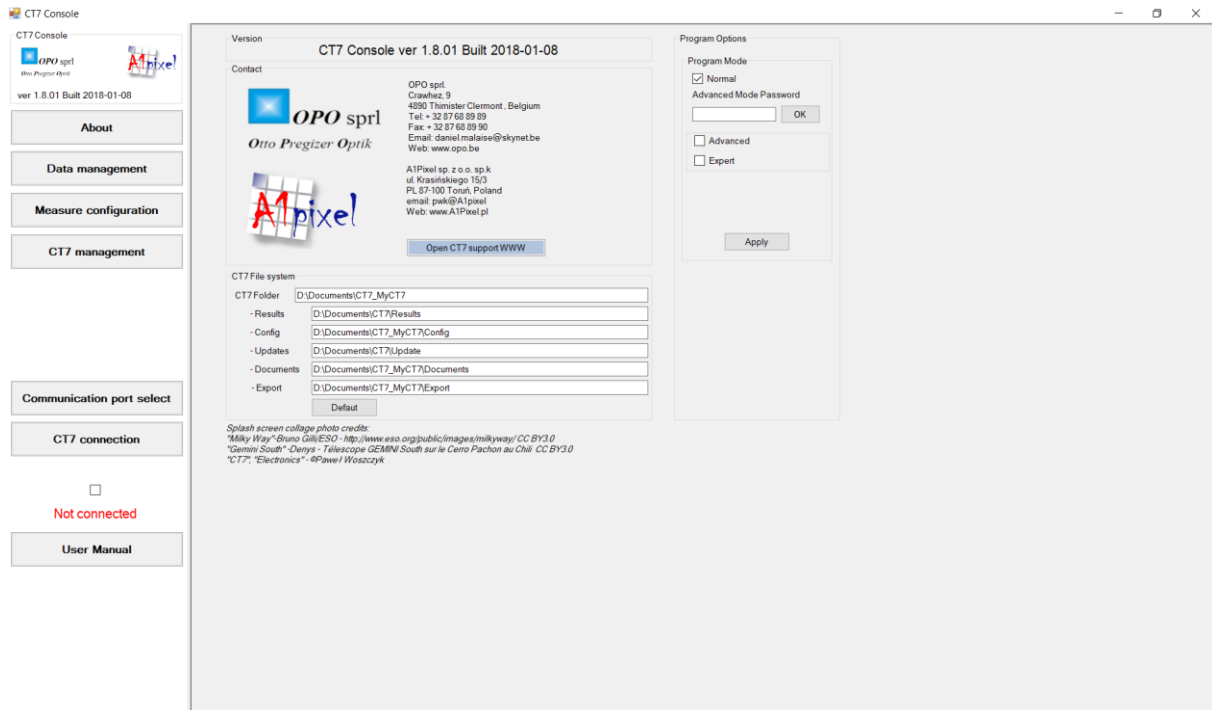 CT7 Console
CT7 Console
OPO sprl
Otto Pregizer Optik
A1pixel
ver 1.8.01 Built 2018-01-08
About
Data management
Measure configuration
CT7 management
Communication port select
CT7 connection
Not connected
User Manual
Version
CT7 Console ver 1.8.01 Built 2018-01-08
Contact
OPO sprl
Otto Pregizer Optik
A1pixel
OPO sprl.
Crawhez, 9
4890 Thimister Clermont , Belgium
Tel: + 32 87 68 89 89
Fax: + 32 87 68 89 90
Email: daniel.malaise@skynet.be
Web: www.opo.be
A1Pixel sp. z o.o. sp.k
ul. Krasińskiego 15/3
PL 87-100 Toruń, Poland
email: pwk@A1pixel
Web: www.A1Pixel.pl
Open CT7 support WWW
CT7 File system
CT7 Folder D:\Documents\CT7_MyCT7
- Results D:\Documents\CT7\Results
- Config D:\Documents\CT7_MyCT7\Config
- Updates D:\Documents\CT7\Update
- Documents D:\Documents\CT7_MyCT7\Documents
- Export D:\Documents\CT7_MyCT7\Export
Defaut
Splash screen collage photo credits:
"Milky Way"-Bruno Gilli/ESO - http://www.eso.org/public/images/milkyway/ CC BY3.0
"Gemini South" -Denys - Télescope GEMINI South sur le Cerro Pachon au Chili CC BY3.0
"CT7", "Electronics" - ©Paweł Woszczyk
Program Options
Program Mode
Normal
Advanced Mode Password
OK
Advanced
Expert
Apply